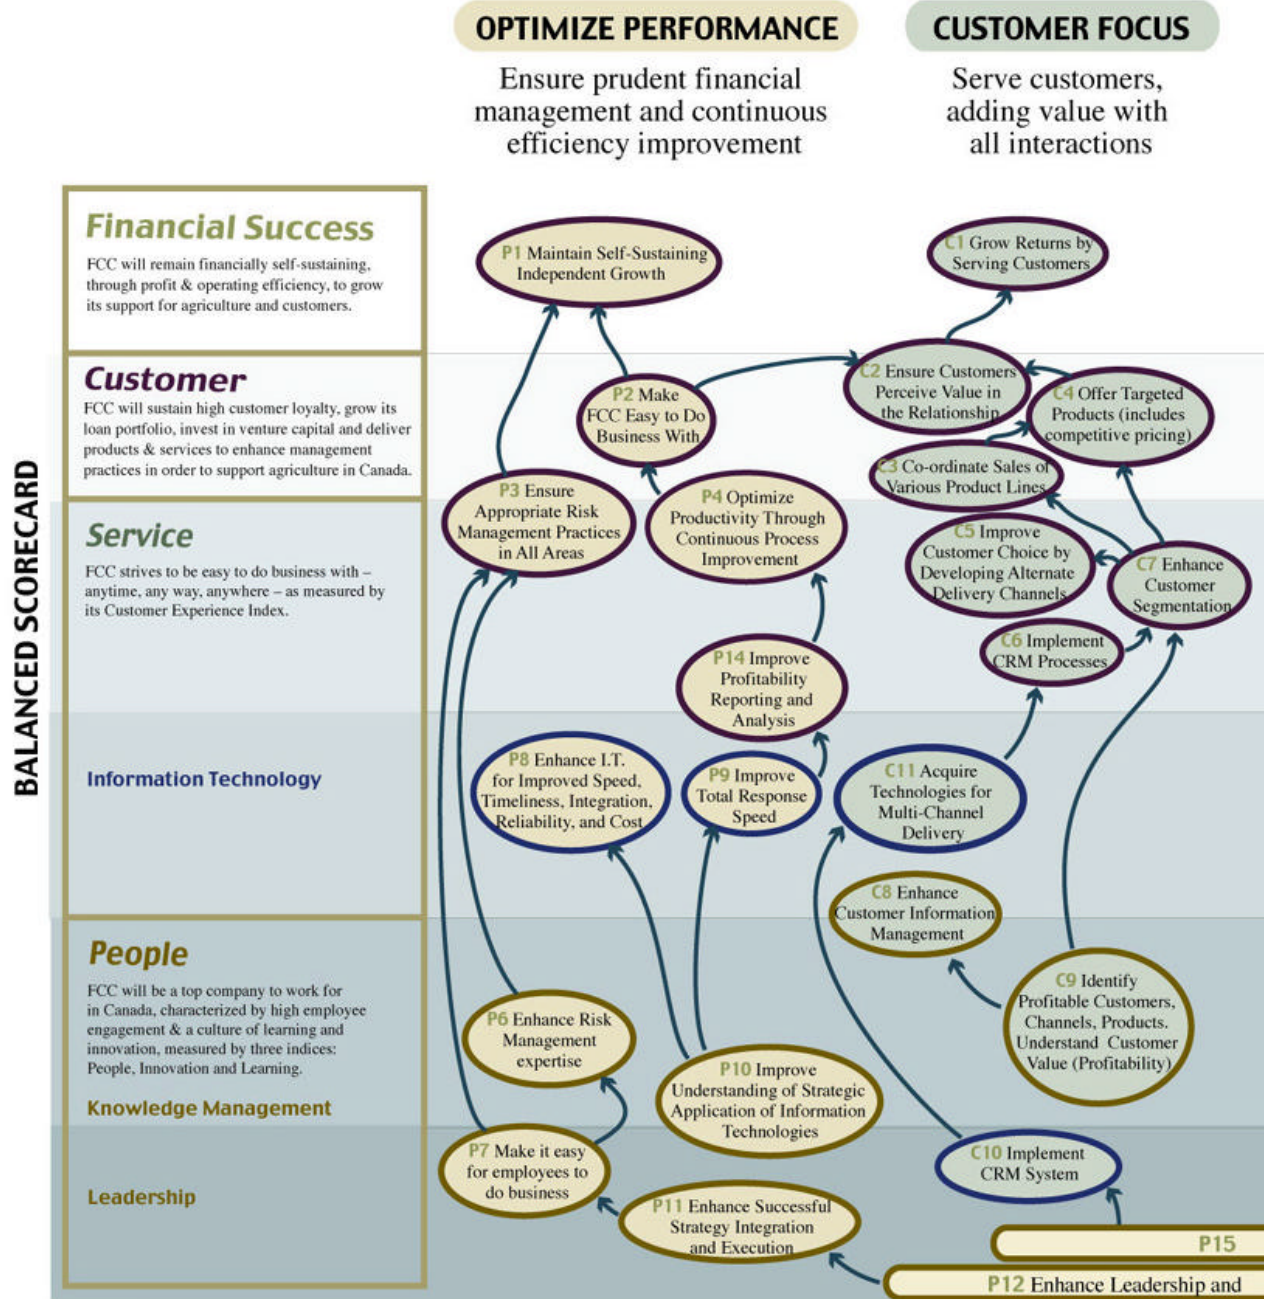 OPTIMIZE PERFORMANCE
Ensure prudent financial
management and continuous
efficiency improvement
CUSTOMER FOCUS
Serve customers,
adding value with
all interactions
BALANCED SCORECARD
Financial Success
FCC will remain financially self-sustaining,
through profit & operating efficiency, to grow
its support for agriculture and customers.
Customer
FCC will sustain high customer loyalty, grow its
loan portfolio, invest in venture capital and deliver
products & services to enhance management
practices in order to support agriculture in Canada.
Service
FCC strives to be easy to do business with –
anytime, any way, anywhere – as measured by
its Customer Experience Index.
Information Technology
People
FCC will be a top company to work for
in Canada, characterized by high employee
engagement & a culture of learning and
innovation, measured by three indices:
People, Innovation and Learning.
Knowledge Management
Leadership
P1 Maintain Self-Sustaining
Independent Growth
C1 Grow Returns by
Serving Customers
P2 Make
FCC Easy to Do
Business With
C2 Ensure Customers
Perceive Value in
the Relationship
C4 Offer Targeted
Products (includes
competitive pricing)
C3 Co-ordinate Sales of
Various Product Lines
P3 Ensure
Appropriate Risk
Management Practices
in All Areas
P4 Optimize
Productivity Through
Continuous Process
Improvement
C5 Improve
Customer Choice by
Developing Alternate
Delivery Channels
C7 Enhance
Customer
Segmentation
C6 Implement
CRM Processes
P14 Improve
Profitability
Reporting and
Analysis
P8 Enhance I.T.
for Improved Speed,
Timeliness, Integration,
Reliability, and Cost
P9 Improve
Total Response
Speed
C11 Acquire
Technologies for
Multi-Channel
Delivery
C8 Enhance
Customer Information
Management
C9 Identify
Profitable Customers,
Channels, Products.
Understand Customer
Value (Profitability)
P6 Enhance Risk
Management
expertise
P10 Improve
Understanding of Strategic
Application of Information
Technologies
P7 Make it easy
for employees to
do business
C10 Implement
CRM System
P11 Enhance Successful
Strategy Integration
and Execution
P15
P12 Enhance Leadership and